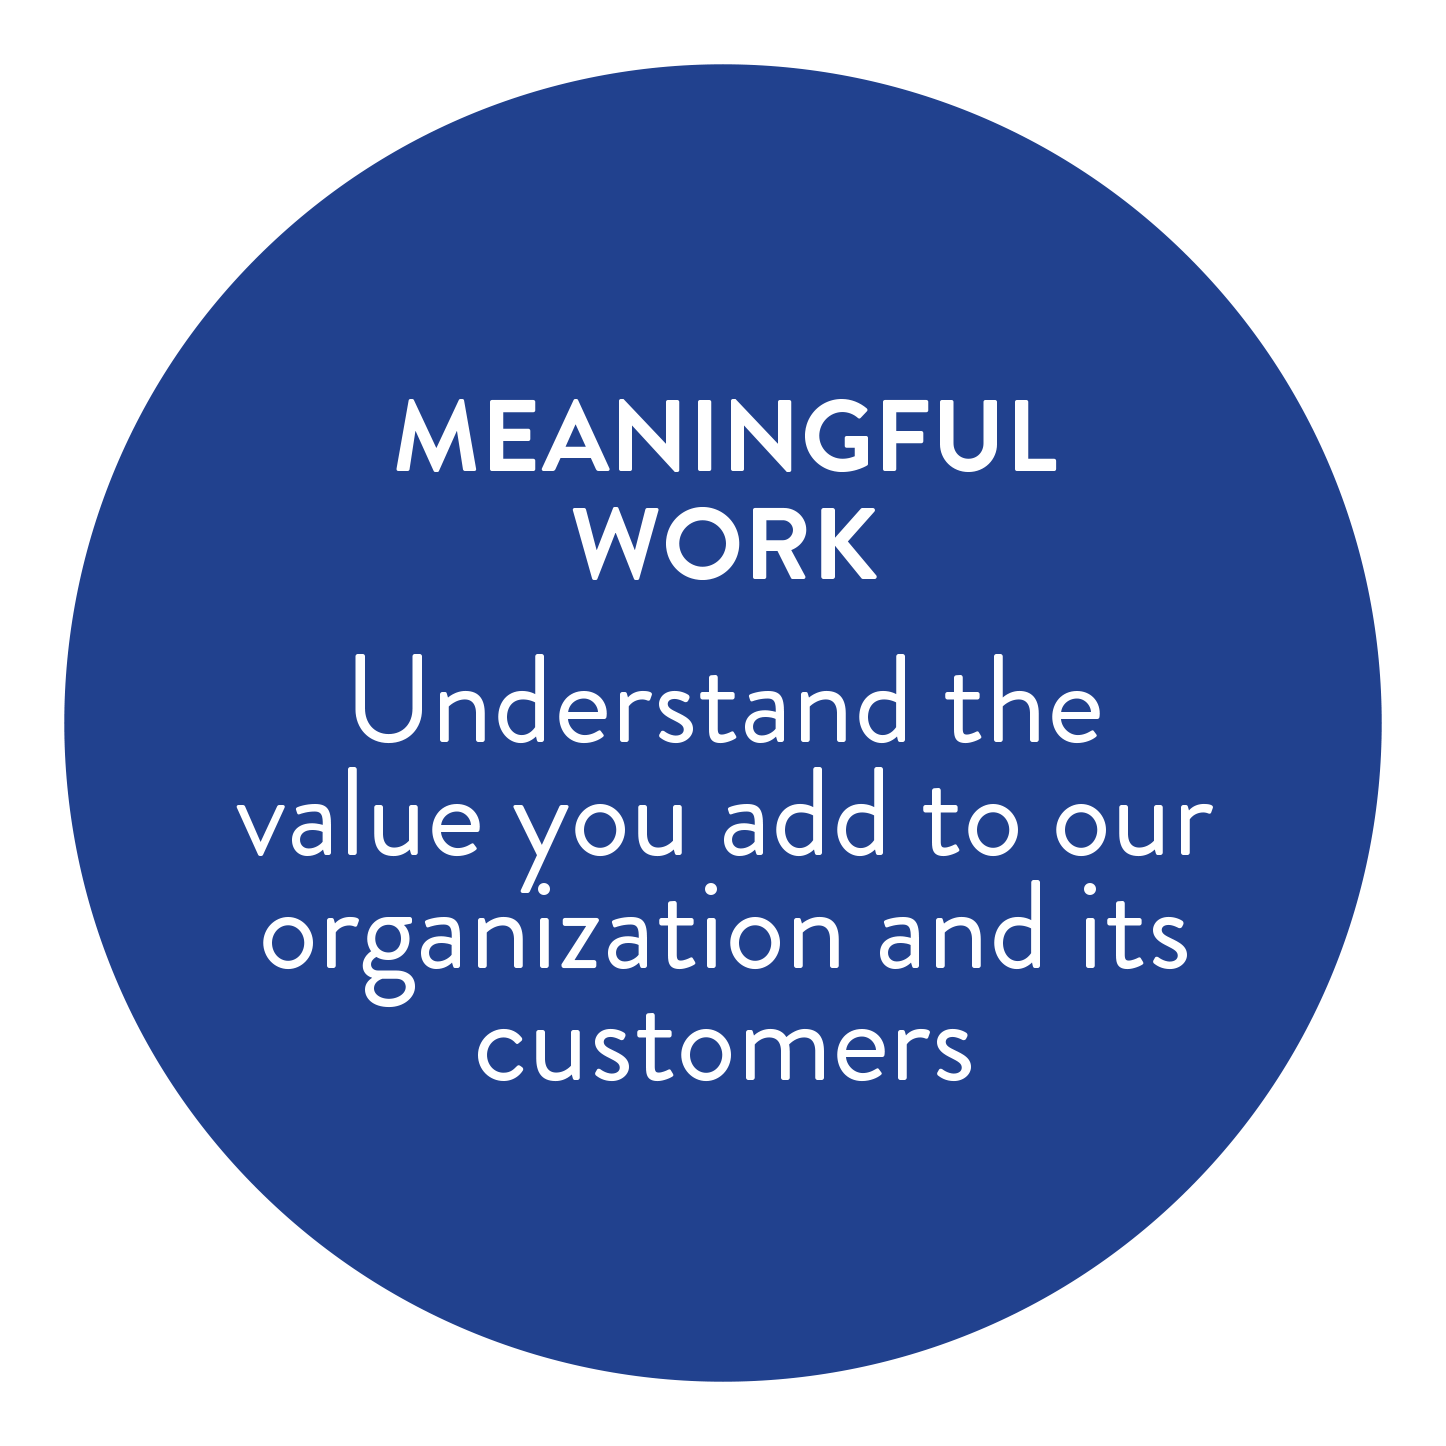 MEANINGFUL
WORK
Understand the
value you add to our
organization and its
customers